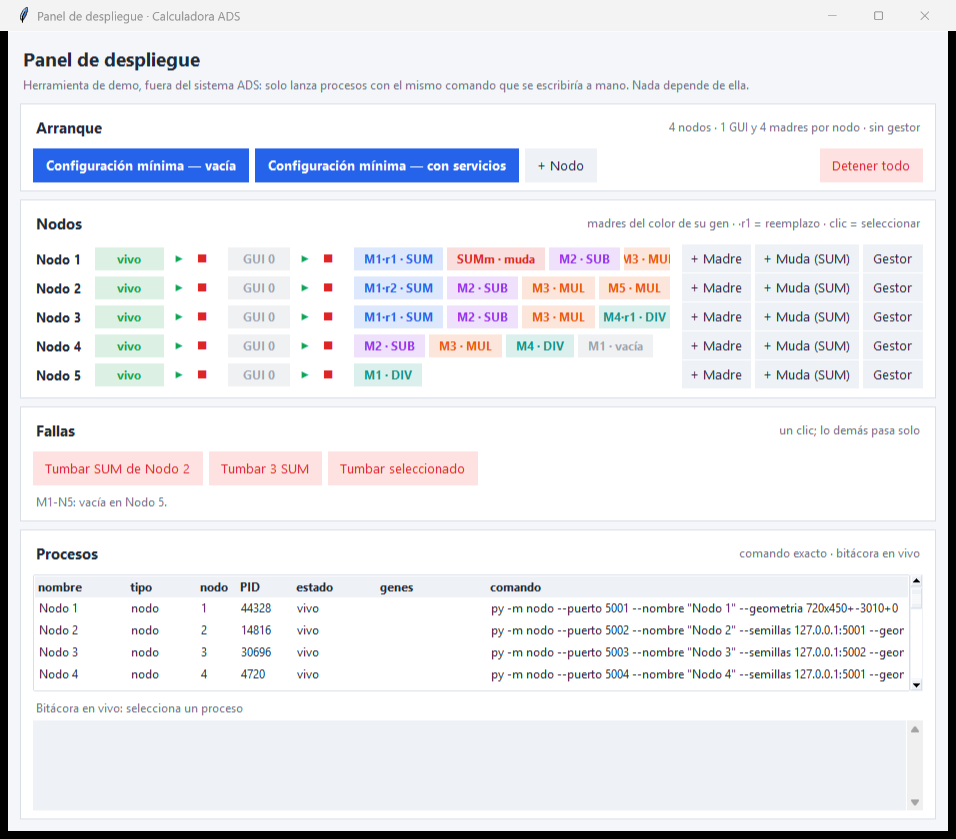 Panel de despliegue · Calculadora ADS
Panel de despliegue
Herramienta de demo, fuera del sistema ADS: solo lanza procesos con el mismo comando que se escribiría a mano. Nada depende de ella.
Arranque
4 nodos · 1 GUI y 4 madres por nodo · sin gestor
Configuración mínima — vacía
Configuración mínima — con servicios
+ Nodo
Detener todo
Nodos
madres del color de su gen · ·r1 = reemplazo · clic = seleccionar
Nodo 1 vivo GUI 0 M1·r1 · SUM SUMm · muda M2 · SUB M3 · MUL + Madre + Muda (SUM) Gestor
Nodo 2 vivo GUI 0 M1·r2 · SUM M2 · SUB M3 · MUL M5 · MUL + Madre + Muda (SUM) Gestor
Nodo 3 vivo GUI 0 M1·r1 · SUM M2 · SUB M3 · MUL M4·r1 · DIV + Madre + Muda (SUM) Gestor
Nodo 4 vivo GUI 0 M2 · SUB M3 · MUL M4 · DIV M1 · vacía + Madre + Muda (SUM) Gestor
Nodo 5 vivo GUI 0 M1 · DIV + Madre + Muda (SUM) Gestor
Fallas
un clic; lo demás pasa solo
Tumbar SUM de Nodo 2
Tumbar 3 SUM
Tumbar seleccionado
M1-N5: vacía en Nodo 5.
Procesos
comando exacto · bitácora en vivo
nombre tipo nodo PID estado genes comando
Nodo 1 nodo 1 44328 vivo py -m nodo --puerto 5001 --nombre "Nodo 1" --geometria 720x450+-3010+0
Nodo 2 nodo 2 14816 vivo py -m nodo --puerto 5002 --nombre "Nodo 2" --semillas 127.0.0.1:5001 --geor
Nodo 3 nodo 3 30696 vivo py -m nodo --puerto 5003 --nombre "Nodo 3" --semillas 127.0.0.1:5002 --geor
Nodo 4 nodo 4 4720 vivo py -m nodo --puerto 5004 --nombre "Nodo 4" --semillas 127.0.0.1:5001 --geor
Bitácora en vivo: selecciona un proceso